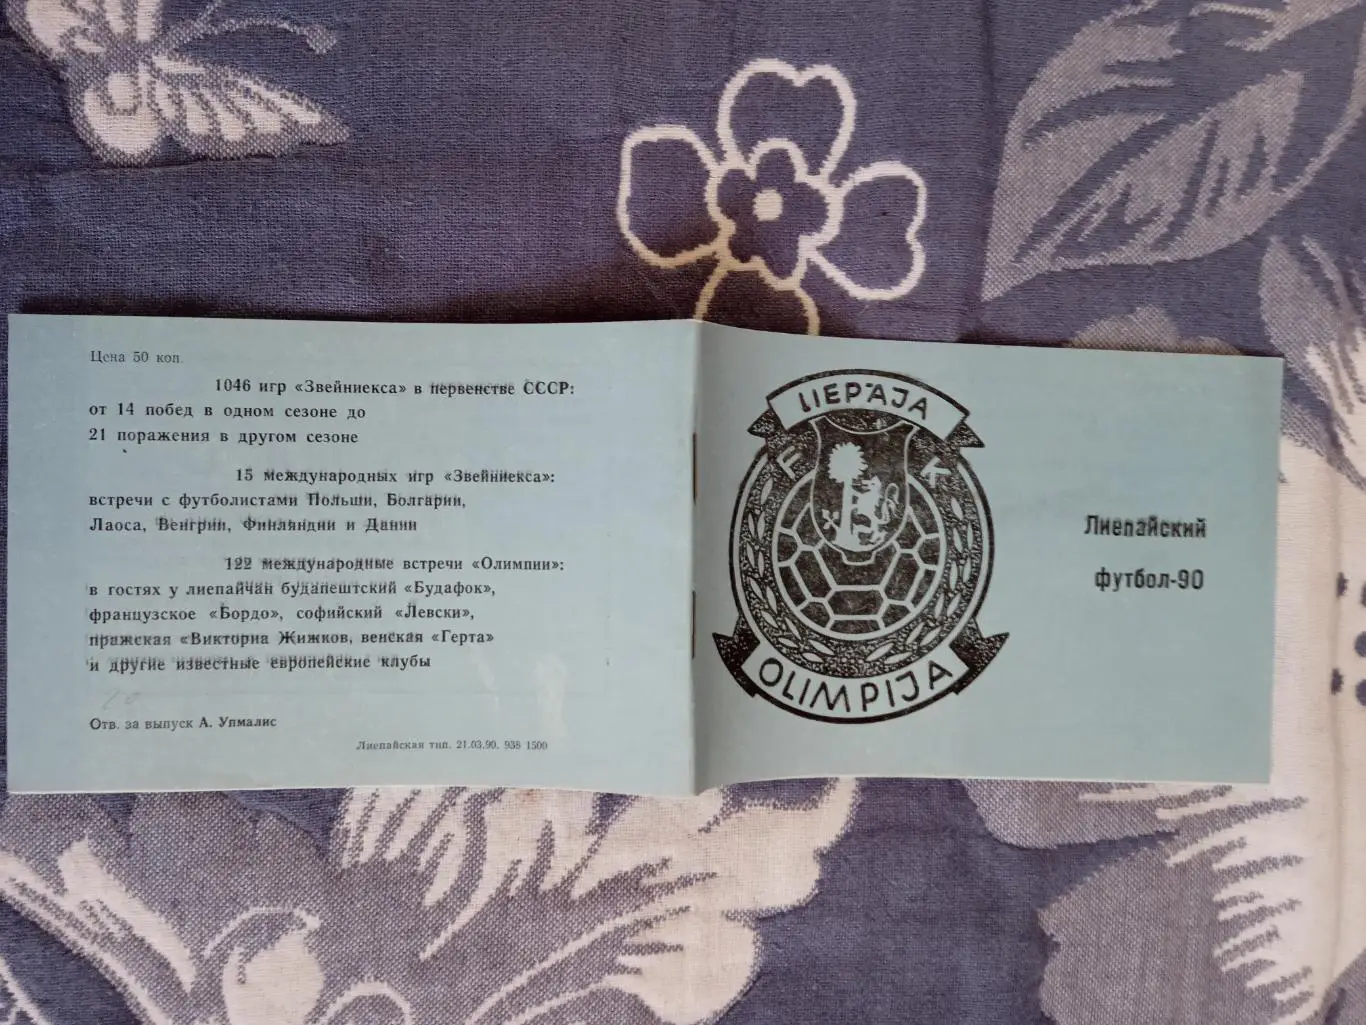 Цена 50 коп.
1046 игр «Звейниекса» в первенстве СССР:
от 14 побед в одном сезоне до
21 поражения в другом сезоне
15 международных игр «Звейниекса»:
встречи с футболистами Польши, Болгарии,
Лаоса, Венгрии, Финляндии и Дании
122 международные встречи «Олимпии»:
в гостях у лиепайчан будапештский «Будафок»,
французское «Бордо», софийский «Левски»,
пражская «Виктория Жижков, венская «Герта»
и другие известные европейские клубы
Отв. за выпуск А. Упмалис
Лиепайская тип. 21.03.90. 938 1500
LIEPĀJA
F K
OLIMPIJA
Лиепайский
футбол-90